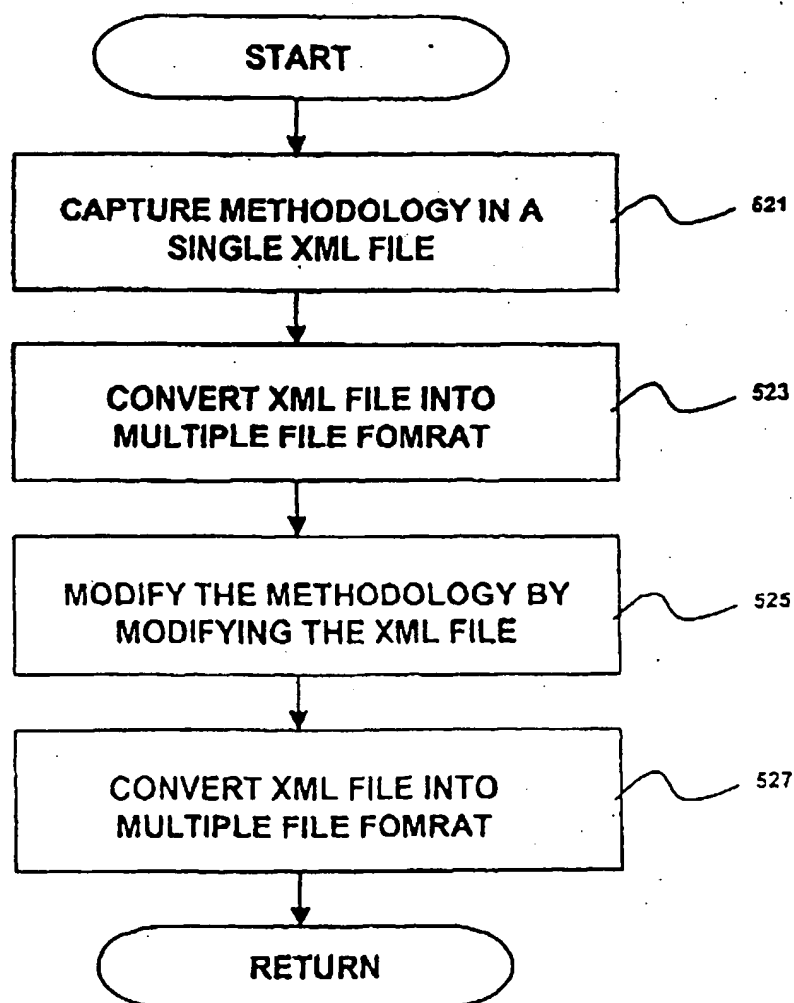 START
CAPTURE METHODOLOGY IN A
SINGLE XML FILE
521
CONVERT XML FILE INTO
MULTIPLE FILE FOMRAT
523
MODIFY THE METHODOLOGY BY
MODIFYING THE XML FILE
525
CONVERT XML FILE INTO
MULTIPLE FILE FOMRAT
527
RETURN